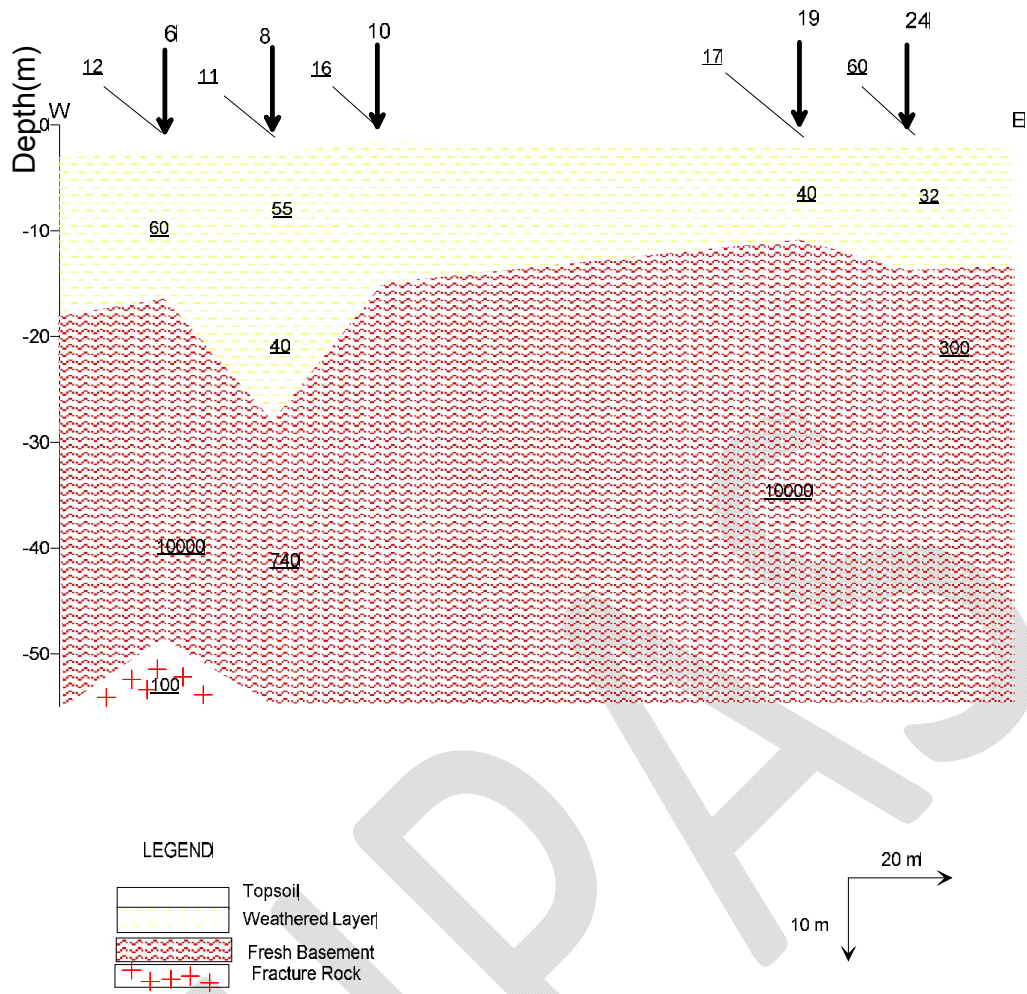 6 8 10 19 24
12 11 16 17 60
W E
Depth(m)
0
-10
-20
-30
-40
-50
60 55 40 32
40 300
10000
10000 740
100
LEGEND
Topsoil
Weathered Layer
Fresh Basement
Fracture Rock
20 m
10 m